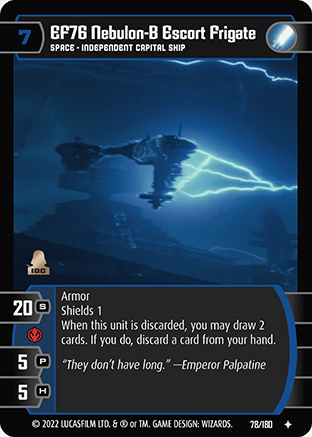 7
EF76 Nebulon-B Escort Frigate
SPACE • INDEPENDENT CAPITAL SHIP
IDC
20 S
Armor
Shields 1
When this unit is discarded, you may draw 2
cards. If you do, discard a card from your hand.
5 P
“They don’t have long.” —Emperor Palpatine
5 H
© 2022 LUCASFILM LTD. & ® or TM. GAME DESIGN: WIZARDS.
78/180